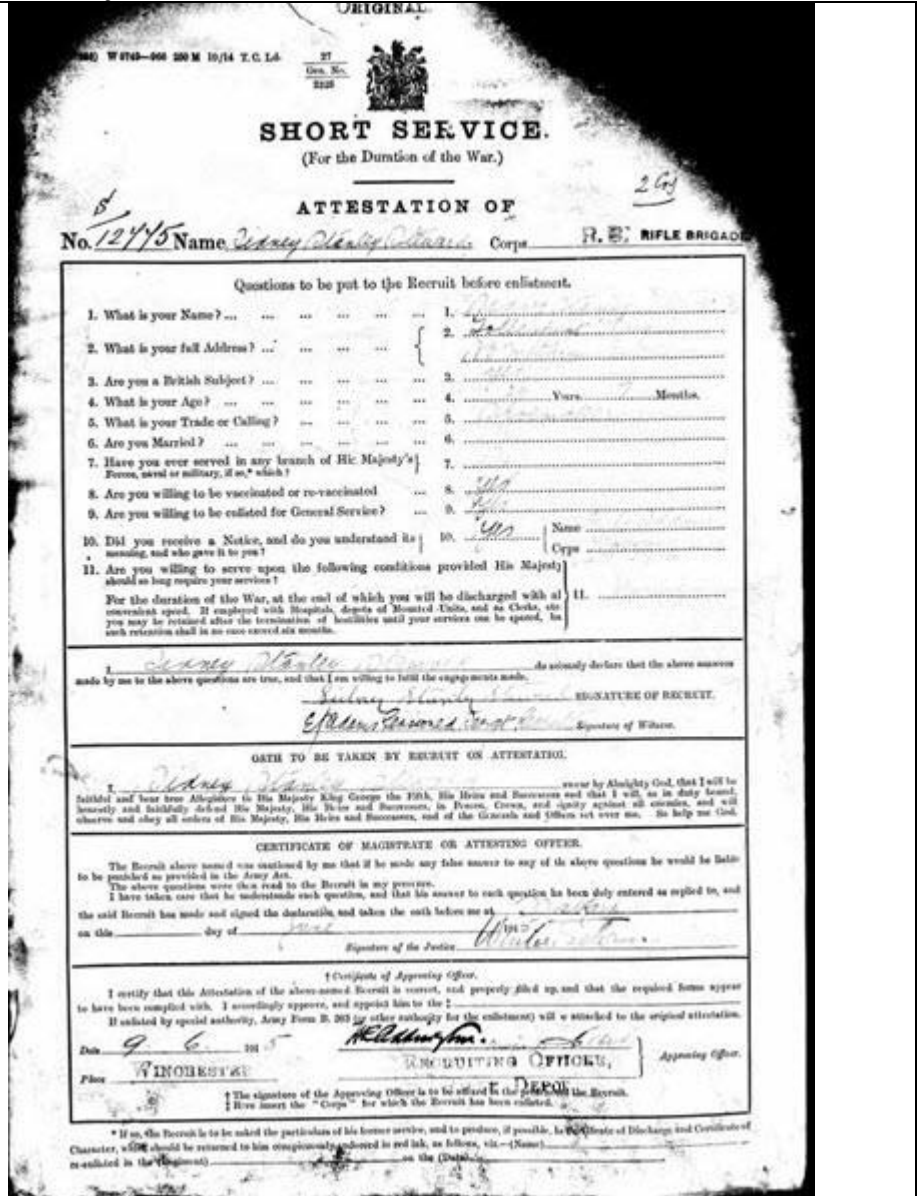 ORIGINAL.
W 8749—966 250 M 10/14 T. C. Ld.
27
Gen. No.
SHORT SERVICE.
(For the Duration of the War.)
ATTESTATION OF
No. 12445 Name Sidney Stanley Corps R.B. RIFLE BRIGADE
Questions to be put to the Recruit before enlistment.
1. What is your Name? ... 1.
2. What is your full Address? ... 2.
3. Are you a British Subject? ... 3.
4. What is your Age? ... 4. Years Months.
5. What is your Trade or Calling? ... 5.
6. Are you Married? ... 6.
7. Have you ever served in any branch of His Majesty's
Forces, naval or military, if so,* which? 7.
8. Are you willing to be vaccinated or re-vaccinated ... 8. Yes
9. Are you willing to be enlisted for General Service? ... 9.
10. Did you receive a Notice, and do you understand its
meaning, and who gave it to you? 10. Yes Name
Corps
11. Are you willing to serve upon the following conditions provided His Majesty
should so long require your services?
For the duration of the War, at the end of which you will be discharged with al 11.
convenient speed. If employed with Hospitals, depots of Mounted Units, and as Clerks, etc.
you may be retained after the termination of hostilities until your services can be spared, but
such retention shall in no case exceed six months.
I, Sidney Stanley do solemnly declare that the above answers
made by me to the above questions are true, and that I am willing to fulfil the engagements made.
Sidney Stanley SIGNATURE OF RECRUIT.
Signature of Witness.
OATH TO BE TAKEN BY RECRUIT ON ATTESTATION.
I, Sidney Stanley swear by Almighty God, that I will be
faithful and bear true Allegiance to His Majesty King George the Fifth, His Heirs and Successors and that I will, as in duty bound,
honestly and faithfully defend His Majesty, His Heirs and Successors, in Person, Crown, and dignity against all enemies, and will
observe and obey all orders of His Majesty, His Heirs and Successors, and of the Generals and Officers set over me. So help me God.
CERTIFICATE OF MAGISTRATE OR ATTESTING OFFICER.
The Recruit above named was cautioned by me that if he made any false answer to any of th above questions he would be liable
to be punished as provided in the Army Act.
The above questions were then read to the Recruit in my presence.
I have taken care that he understands each question, and that his answer to each question ha been duly entered as replied to, and
the said Recruit has made and signed the declaration, and taken the oath before me at
on this day of June 1915
Signature of the Justice
† Certificate of Approving Officer.
I certify that this Attestation of the above-named Recruit is correct, and properly filled up, and that the required forms appear
to have been complied with. I accordingly approve, and appoint him to the ‡
If enlisted by special authority, Army Form B. 203 (or other authority for the enlistment) will be attached to the original attestation.
Date 9 6. 1915
RECRUITING OFFICER, Approving Officer.
Place WINCHESTER
DEPOT
† The signature of the Approving Officer is to be affixed in the presence of the Recruit.
‡ Here insert the "Corps" for which the Recruit has been enlisted.
* If so, the Recruit is to be asked the particulars of his former service, and to produce, if possible, his Certificate of Discharge and Certificate of
Character, which should be returned to him conspicuously endorsed in red ink, as follows, viz.—(Name)
re-enlisted in the (Regiment) on the (Date)